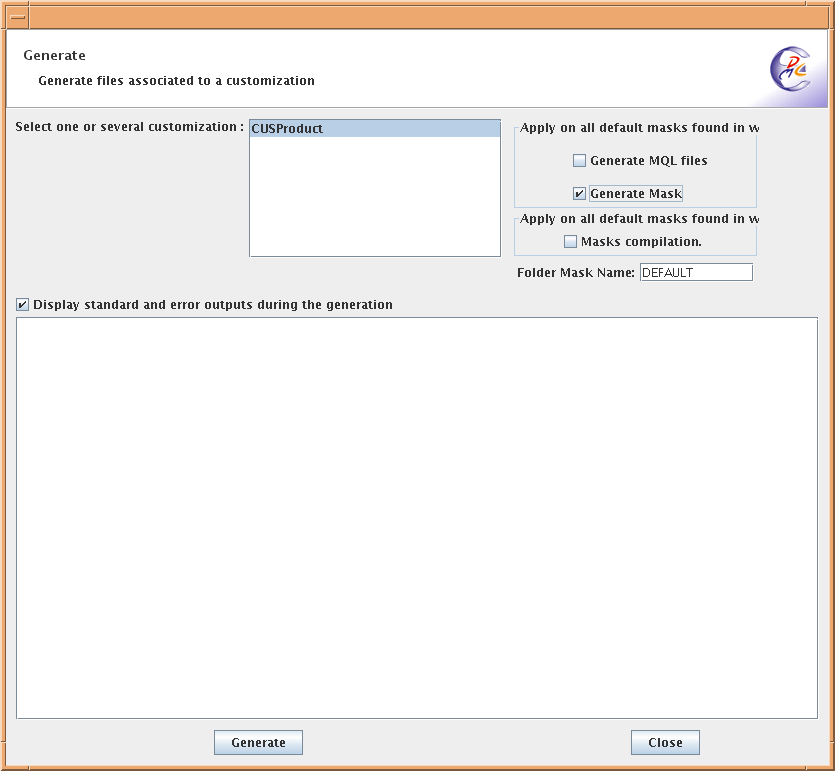 Generate
Generate files associated to a customization
Select one or several customization :
CUSProduct
Apply on all default masks found in w
Generate MQL files
Generate Mask
Apply on all default masks found in w
Masks compilation.
Folder Mask Name: DEFAULT
Display standard and error outputs during the generation
Generate
Close